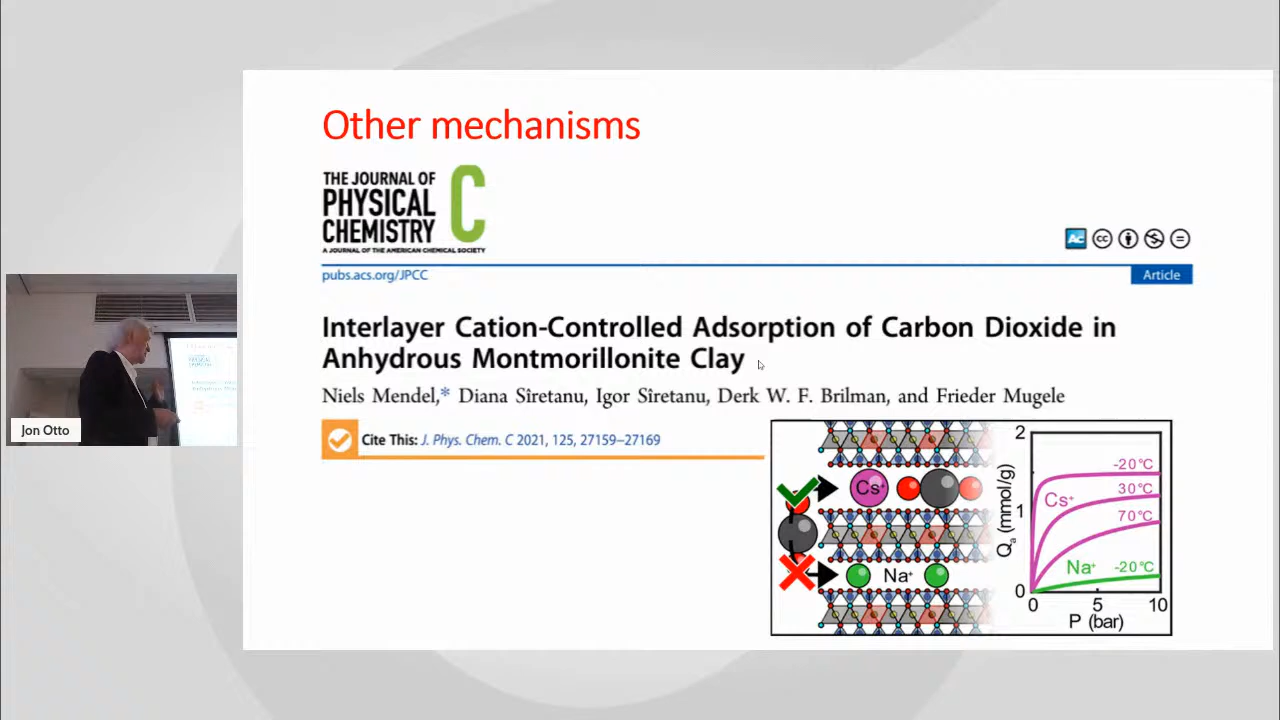 Other mechanisms
THE JOURNAL OF
PHYSICAL
CHEMISTRY
C
A JOURNAL OF THE AMERICAN CHEMICAL SOCIETY
pubs.acs.org/JPCC
Article
Interlayer Cation-Controlled Adsorption of Carbon Dioxide in
Anhydrous Montmorillonite Clay
Niels Mendel,* Diana Sîretanu, Igor Sîretanu, Derk W. F. Brilman, and Frieder Mugele
Cite This: J. Phys. Chem. C 2021, 125, 27159−27169
Cs+
Na+
2
1
0
Qa (mmol/g)
-20°C
30°C
70°C
Cs+
Na+ -20°C
0 5 10
P (bar)
Jon Otto